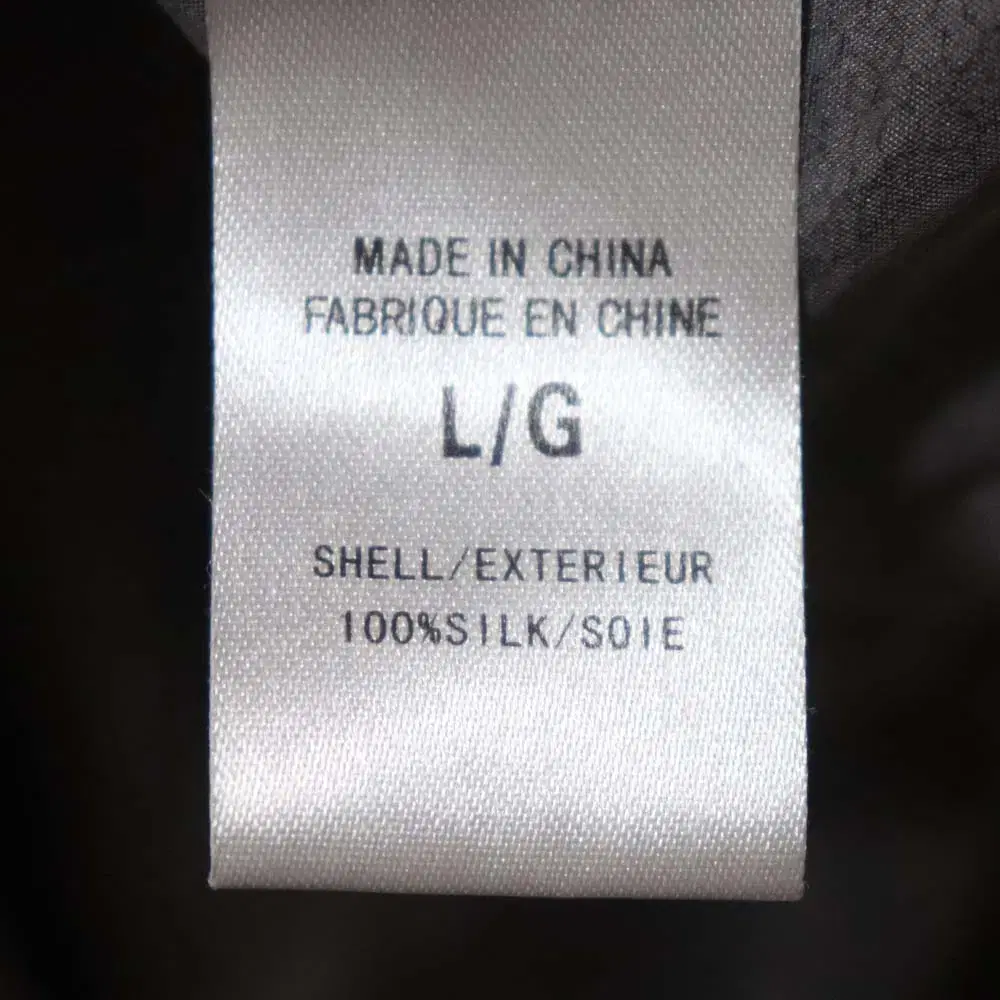 MADE IN CHINA
FABRIQUE EN CHINE
L/G
SHELL/EXTERIEUR
100%SILK/SOIE